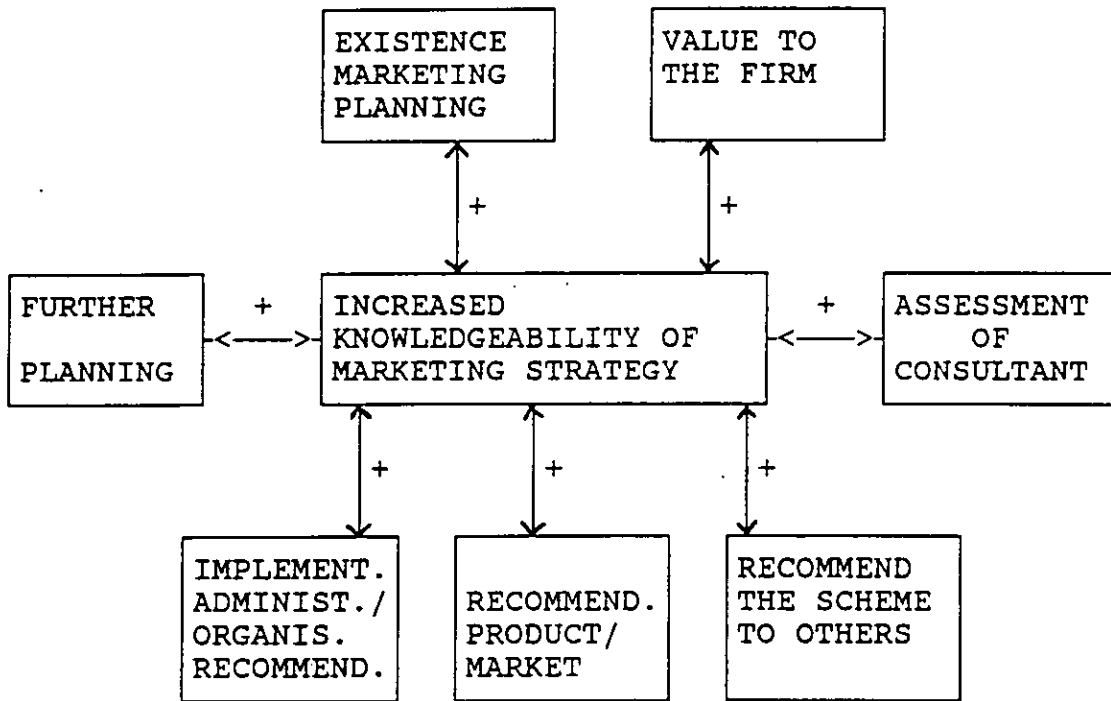 EXISTENCE
MARKETING
PLANNING
VALUE TO
THE FIRM
+
+
FURTHER
PLANNING
+
INCREASED
KNOWLEDGEABILITY OF
MARKETING STRATEGY
+
ASSESSMENT
OF
CONSULTANT
+
+
+
IMPLEMENT.
ADMINIST./
ORGANIS.
RECOMMEND.
RECOMMEND.
PRODUCT/
MARKET
RECOMMEND
THE SCHEME
TO OTHERS